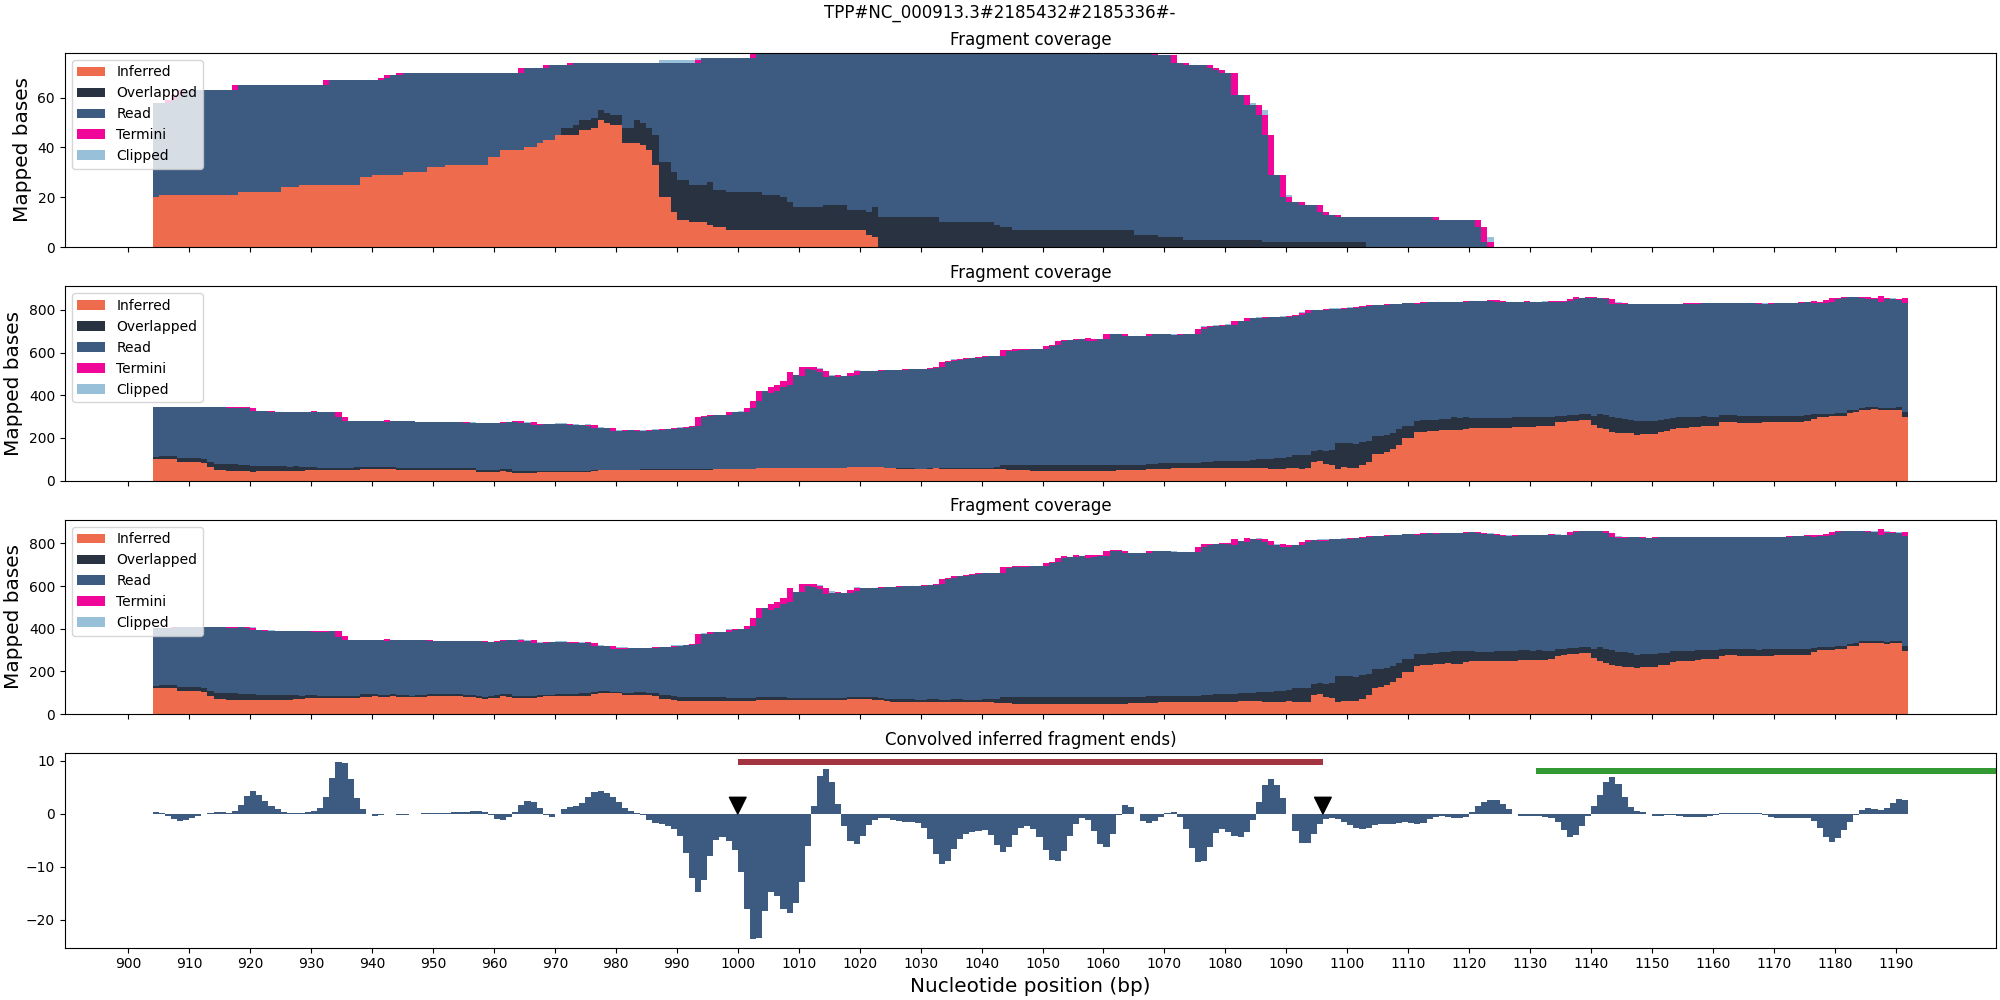 TPP#NC_000913.3#2185432#2185336#-
Fragment coverage
Mapped bases
60
40
20
0
Inferred
Overlapped
Read
Termini
Clipped
Fragment coverage
Mapped bases
800
600
400
200
0
Inferred
Overlapped
Read
Termini
Clipped
Fragment coverage
Mapped bases
800
600
400
200
0
Inferred
Overlapped
Read
Termini
Clipped
Convolved inferred fragment ends)
10
0
−10
−20
900 910 920 930 940 950 960 970 980 990 1000 1010 1020 1030 1040 1050 1060 1070 1080 1090 1100 1110 1120 1130 1140 1150 1160 1170 1180 1190
Nucleotide position (bp)